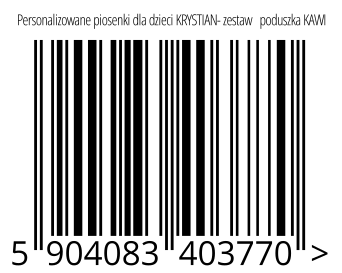 Personalizowane piosenki dla dzieci KRYSTIAN- zestaw poduszka KAWI
5 904083 403770 >